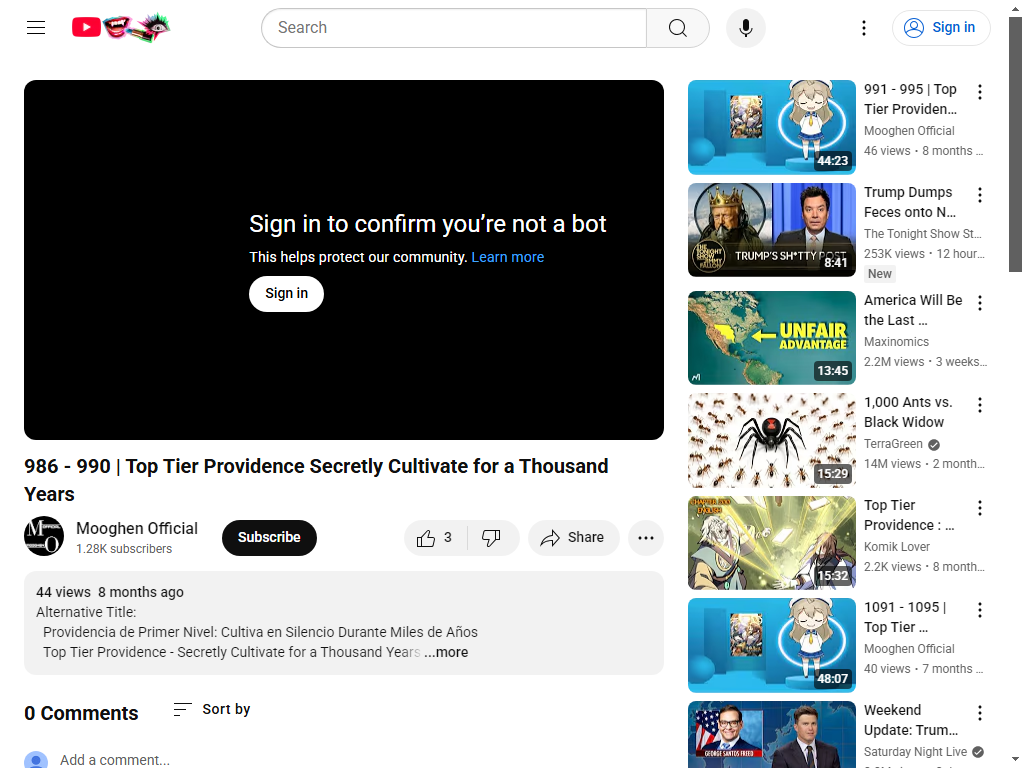 Search
Sign in
Sign in to confirm you're not a bot
This helps protect our community. Learn more
Sign in
986 - 990 | Top Tier Providence Secretly Cultivate for a Thousand
Years
Mooghen Official
1.28K subscribers
Subscribe
3
Share
44 views 8 months ago
Alternative Title:
Providencia de Primer Nivel: Cultiva en Silencio Durante Miles de Años
Top Tier Providence - Secretly Cultivate for a Thousand Years ...more
0 Comments
Sort by
Add a comment...
44:23
991 - 995 | Top
Tier Providen...
Mooghen Official
46 views • 8 months ...
THE TONIGHT SHOW
JIMMY FALLON
TRUMP'S SH*TTY POST
8:41
Trump Dumps
Feces onto N...
The Tonight Show St...
253K views • 12 hour...
New
UNFAIR
ADVANTAGE
13:45
America Will Be
the Last ...
Maxinomics
2.2M views • 3 weeks...
15:29
1,000 Ants vs.
Black Widow
TerraGreen
14M views • 2 month...
ENGLISH
15:32
Top Tier
Providence : ...
Komik Lover
2.2K views • 8 month...
48:07
1091 - 1095 |
Top Tier ...
Mooghen Official
40 views • 7 months ...
GEORGE SANTOS FREED
Weekend
Update: Trum...
Saturday Night Live